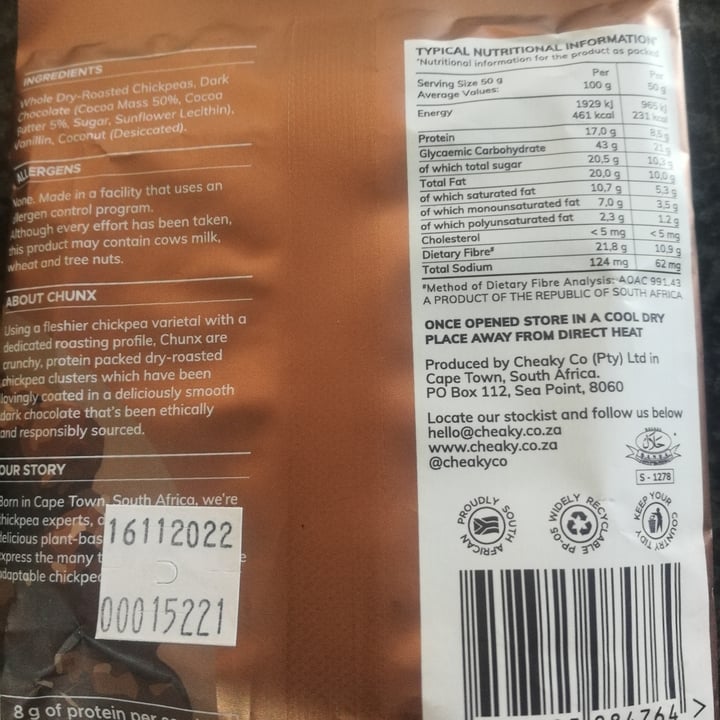 INGREDIENTS
Whole Dry-Roasted Chickpeas, Dark
Chocolate (Cocoa Mass 50%, Cocoa
Butter 5%, Sugar, Sunflower Lecithin),
Vanillin, Coconut (Desiccated).
ALLERGENS
None. Made in a facility that uses an
allergen control program.
Although every effort has been taken,
this product may contain cows milk,
wheat and tree nuts.
ABOUT CHUNX
Using a fleshier chickpea varietal with a
dedicated roasting profile, Chunx are
crunchy, protein packed dry-roasted
chickpea clusters which have been
lovingly coated in a deliciously smooth
dark chocolate that's been ethically
and responsibly sourced.
OUR STORY
Born in Cape Town, South Africa, we're
chickpea experts,
delicious plant-bas
express the many t
adaptable chickpe
16112022
00015221
8 g of protein per
TYPICAL NUTRITIONAL INFORMATION*
*Nutritional information for the product as packed
Serving Size 50 g Per Per
Average Values: 100 g 50 g
Energy 1929 kJ 965 kJ
461 kcal 231 kcal
Protein 17,0 g 8,5 g
Glycaemic Carbohydrate 43 g 21 g
of which total sugar 20,5 g 10,3 g
Total Fat 20,0 g 10,0 g
of which saturated fat 10,7 g 5,3 g
of which monounsaturated fat 7,0 g 3,5 g
of which polyunsaturated fat 2,3 g 1,2 g
Cholesterol < 5 mg < 5 mg
Dietary Fibre# 21,8 g 10,9 g
Total Sodium 124 mg 62 mg
#Method of Dietary Fibre Analysis: AOAC 991.43
A PRODUCT OF THE REPUBLIC OF SOUTH AFRICA
ONCE OPENED STORE IN A COOL DRY
PLACE AWAY FROM DIRECT HEAT
Produced by Cheaky Co (Pty) Ltd in
Cape Town, South Africa.
PO Box 112, Sea Point, 8060
Locate our stockist and follow us below
hello@cheaky.co.za
www.cheaky.co.za
@cheakyco
حلال
S - 1278
PROUDLY SOUTH AFRICAN
WIDELY RECYCLABLE PP-05
KEEP YOUR COUNTRY TIDY